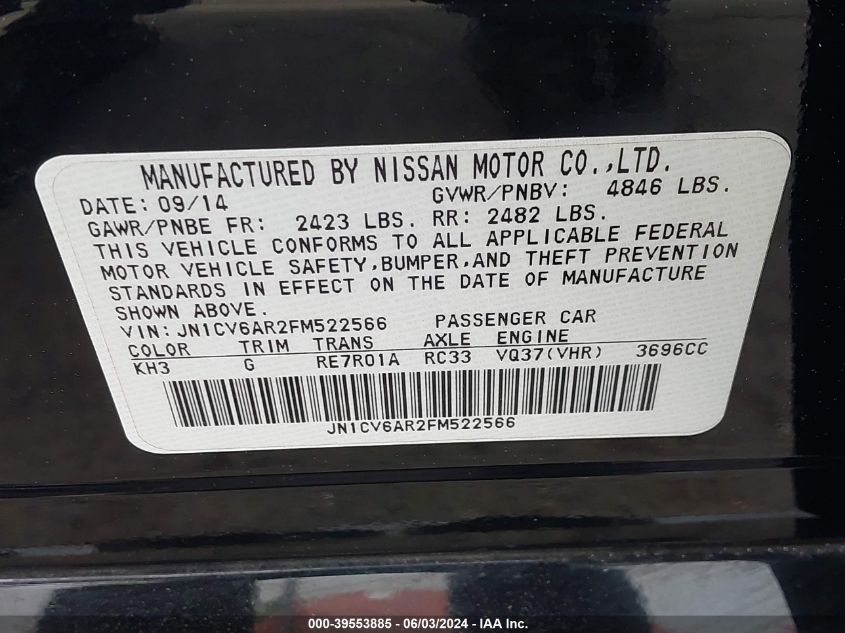 MANUFACTURED BY NISSAN MOTOR CO.,LTD.
DATE: 09/14 GVWR/PNBV: 4846 LBS.
GAWR/PNBE FR: 2423 LBS. RR: 2482 LBS.
THIS VEHICLE CONFORMS TO ALL APPLICABLE FEDERAL
MOTOR VEHICLE SAFETY,BUMPER,AND THEFT PREVENTION
STANDARDS IN EFFECT ON THE DATE OF MANUFACTURE
SHOWN ABOVE.
VIN: JN1CV6AR2FM522566 PASSENGER CAR
COLOR TRIM TRANS AXLE ENGINE
KH3 G RE7R01A RC33 VQ37(VHR) 3696CC
JN1CV6AR2FM522566
000-39553885 - 06/03/2024 - IAA Inc.